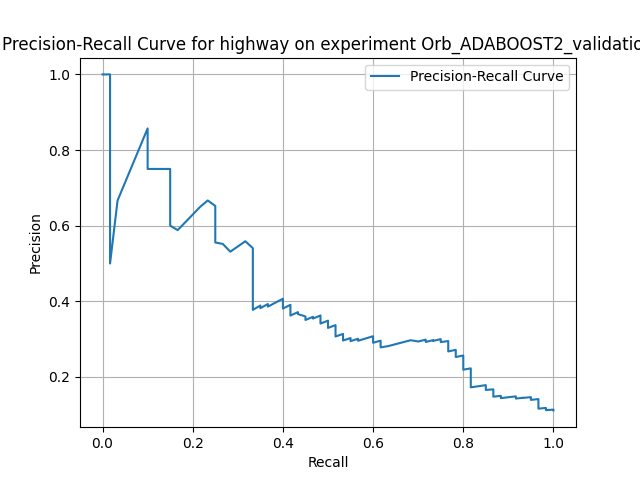 Precision-Recall Curve for highway on experiment Orb_ADABOOST2_validatio
Precision-Recall Curve
1.0
0.8
0.6
0.4
0.2
Precision
0.0
0.2
0.4
0.6
0.8
1.0
Recall